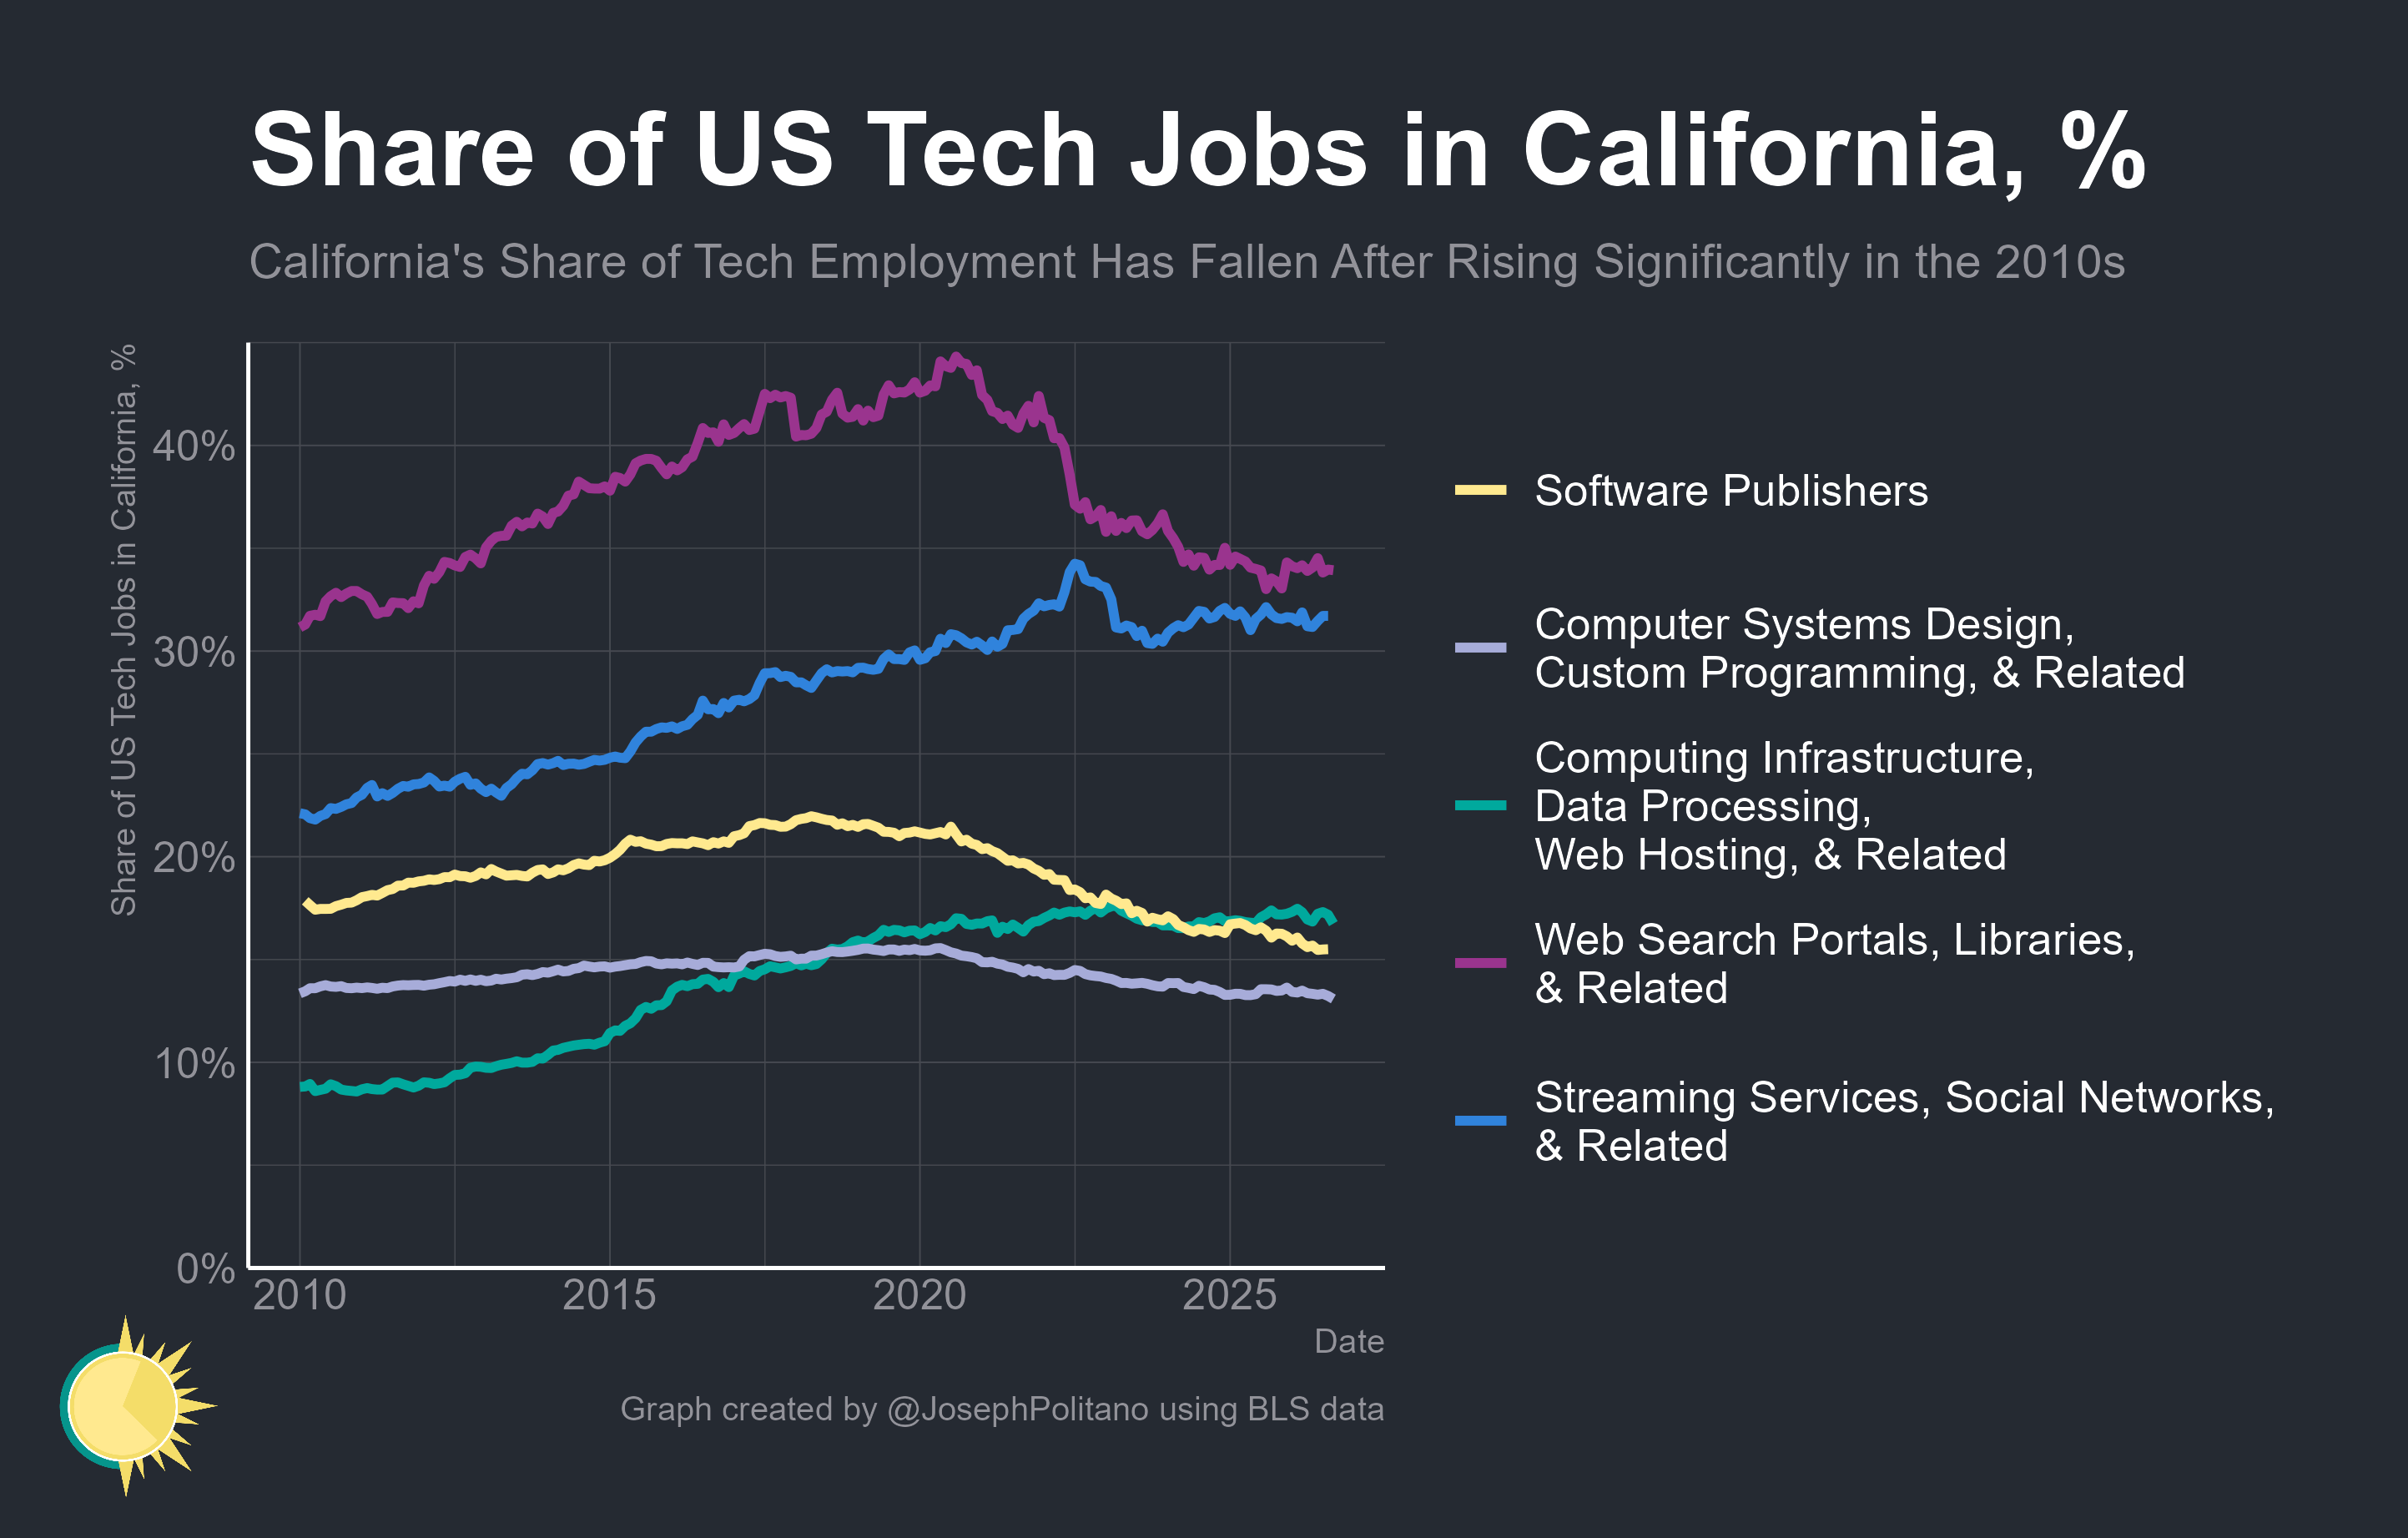 Share of US Tech Jobs in California, %
California's Share of Tech Employment Has Fallen After Rising Significantly in the 2010s
Share of US Tech Jobs in California, %
40%
30%
20%
10%
0%
2010
2015
2020
2025
Date
Software Publishers
Computer Systems Design,
Custom Programming, & Related
Computing Infrastructure,
Data Processing,
Web Hosting, & Related
Web Search Portals, Libraries,
& Related
Streaming Services, Social Networks,
& Related
Graph created by @JosephPolitano using BLS data